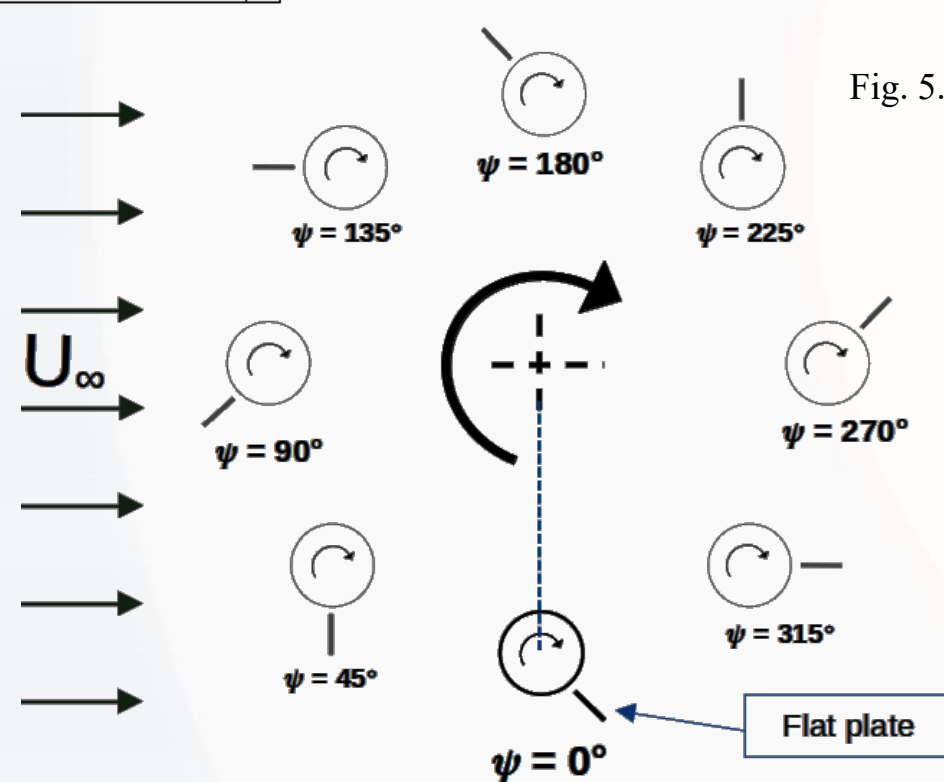 Fig. 5.
ψ = 180°
ψ = 135°
ψ = 225°
U∞
ψ = 90°
ψ = 270°
ψ = 45°
ψ = 315°
Flat plate
ψ = 0°